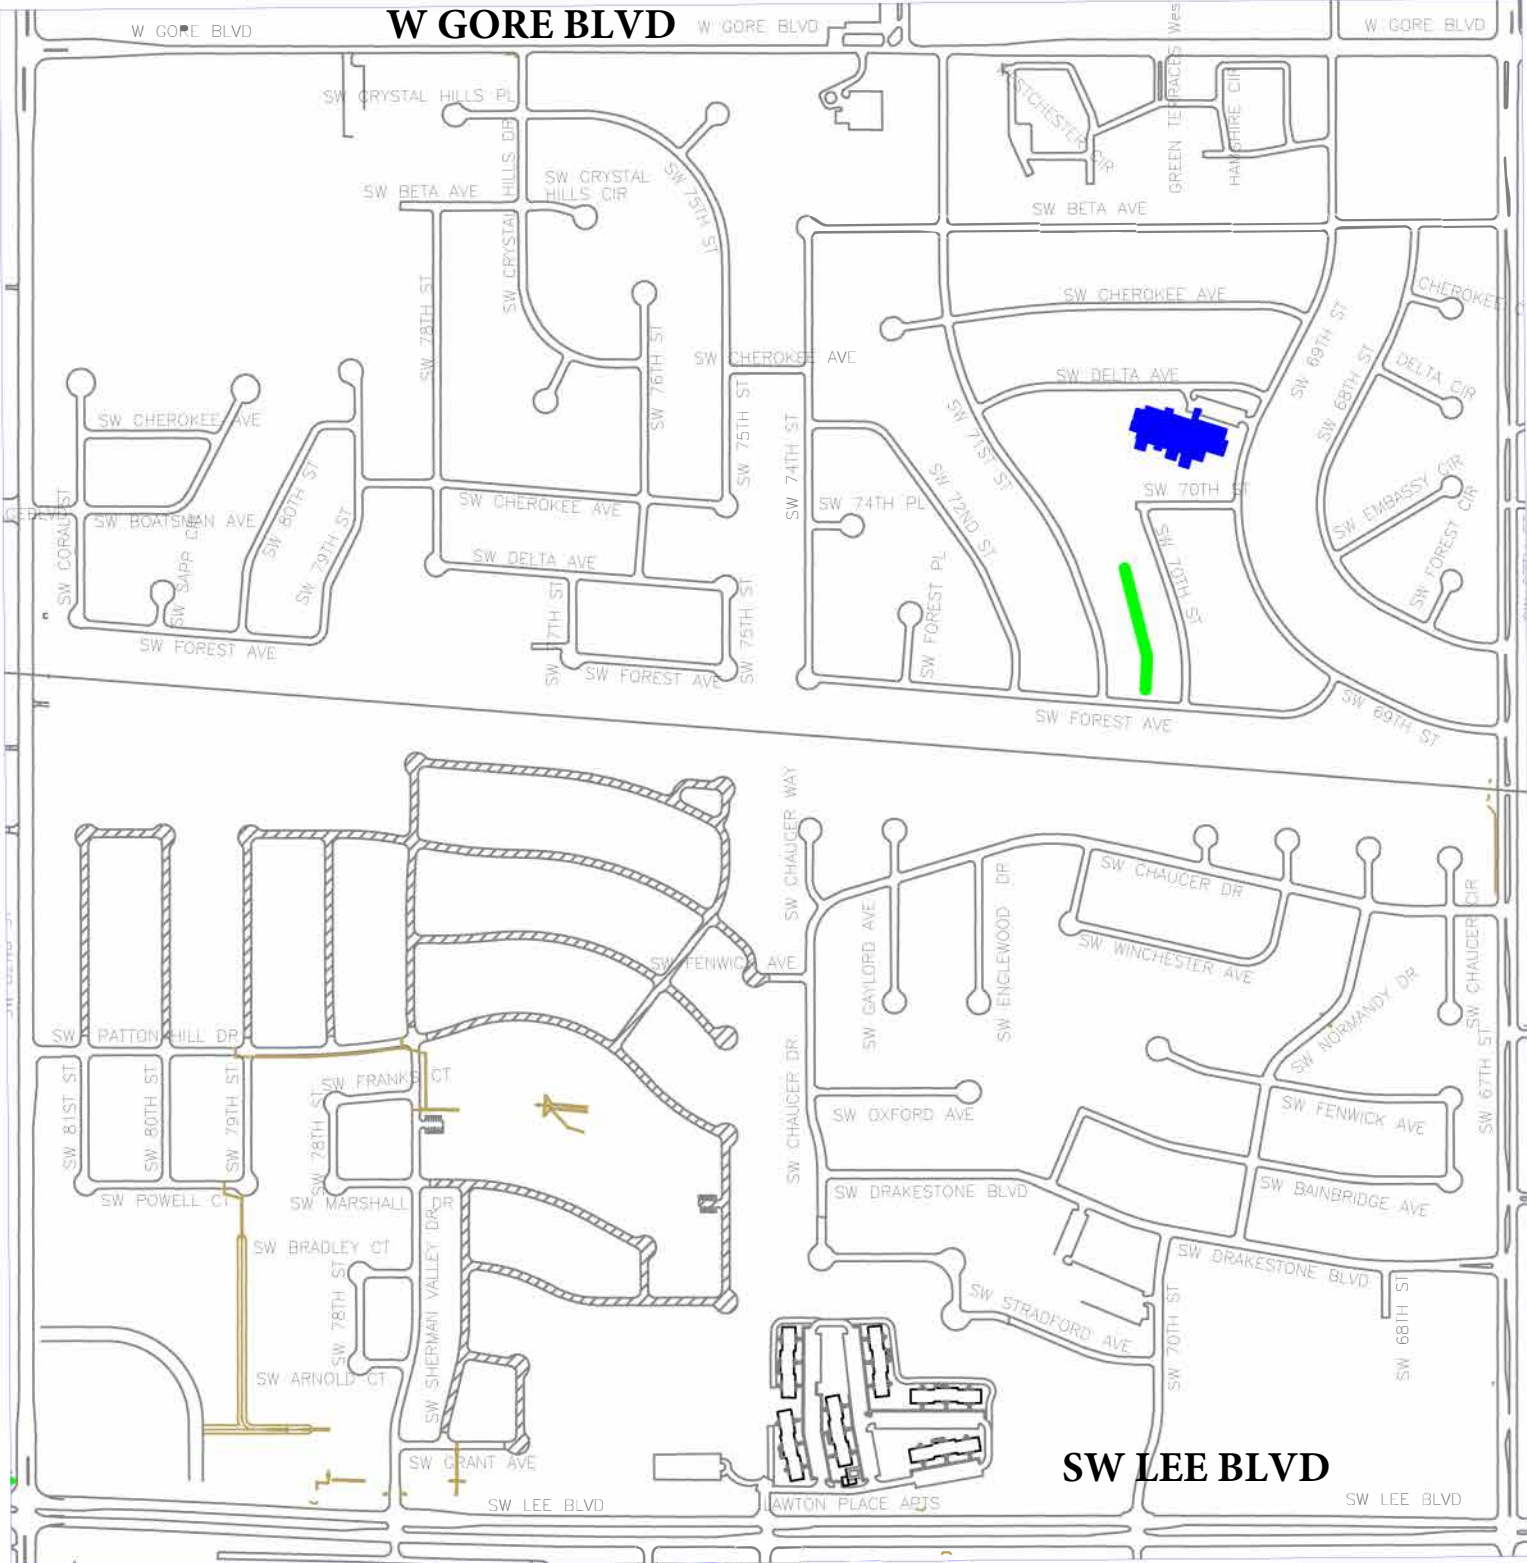 W GORE BLVD
W GORE BLVD
W GORE BLVD
W GORE BLVD
SW CRYSTAL HILLS PL
GREEN TERRACES Wes
HAMSHIRE CIR
SW CRYSTAL HILLS DR
SW CRYSTAL
HILLS CIR
SW BETA AVE
SW 75TH ST
SW BETA AVE
SW 78TH ST
SW CHEROKEE AVE
SW 76TH ST
SW CHEROKEE AVE
SW 69TH ST
SW 68TH ST
SW DELTA AVE
DELTA CIR
SW CHEROKEE AVE
SW 75TH ST
SW 74TH ST
SW 71ST ST
SW 72ND ST
SW 80TH ST
SW 79TH ST
SW CORAL ST
SW BOATSMAN AVE
SW SAPP CIR
SW CHEROKEE AVE
SW 74TH PL
SW 70TH ST
SW EMBASSY CIR
SW FOREST CIR
SW DELTA AVE
SW 77TH ST
SW 75TH ST
SW FOREST PL
SW 70TH ST
SW FOREST AVE
SW FOREST AVE
SW FOREST AVE
SW 69TH ST
SW CHAUCER WAY
SW CHAUCER DR
SW GAYLORD AVE
SW ENGLEWOOD DR
SW WINCHESTER AVE
SW CHAUCER CIR
SW FENWICK AVE
SW NORMANDY DR
SW PATTON HILL DR
SW 81ST ST
SW 80TH ST
SW 79TH ST
SW FRANKS CT
SW 78TH ST
SW CHAUCER DR
SW OXFORD AVE
SW FENWICK AVE
SW 67TH ST
SW POWELL CT
SW MARSHALL DR
SW DRAKESTONE BLVD
SW BAINBRIDGE AVE
SW BRADLEY CT
SW 78TH ST
SW SHERMAN VALLEY DR
SW DRAKESTONE BLVD
SW STRADFORD AVE
SW 70TH ST
SW 68TH ST
SW ARNOLD CT
SW GRANT AVE
SW LEE BLVD
SW LEE BLVD
LAWTON PLACE APTS
SW LEE BLVD